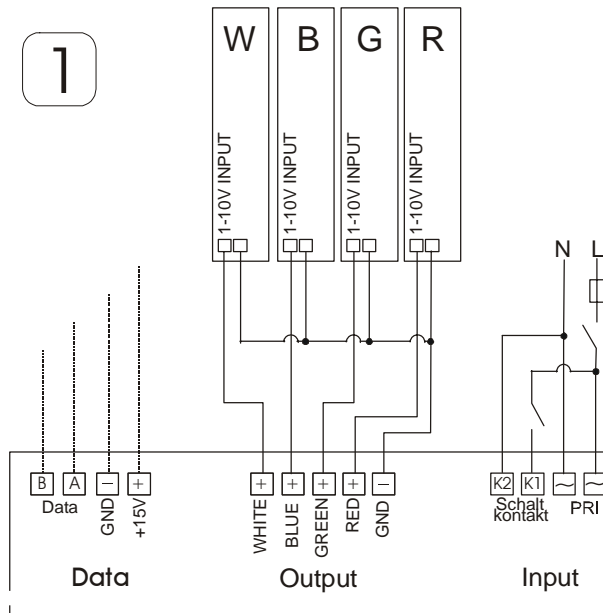 1
W B G R
1-10V INPUT
1-10V INPUT
1-10V INPUT
1-10V INPUT
N L
B A − + + + + + − K2 K1 ~ ~
Data
GND
+15V
WHITE
BLUE
GREEN
RED
GND
Schalt
kontakt
PRI
Data Output Input